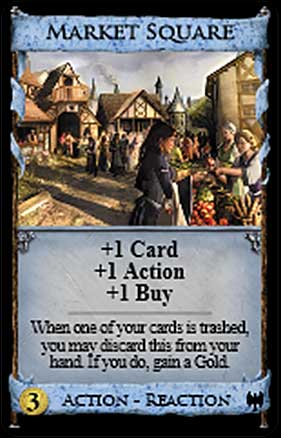 MARKET SQUARE
+1 Card
+1 Action
+1 Buy
When one of your cards is trashed,
you may discard this from your
hand. If you do, gain a Gold.
3
ACTION - REACTION